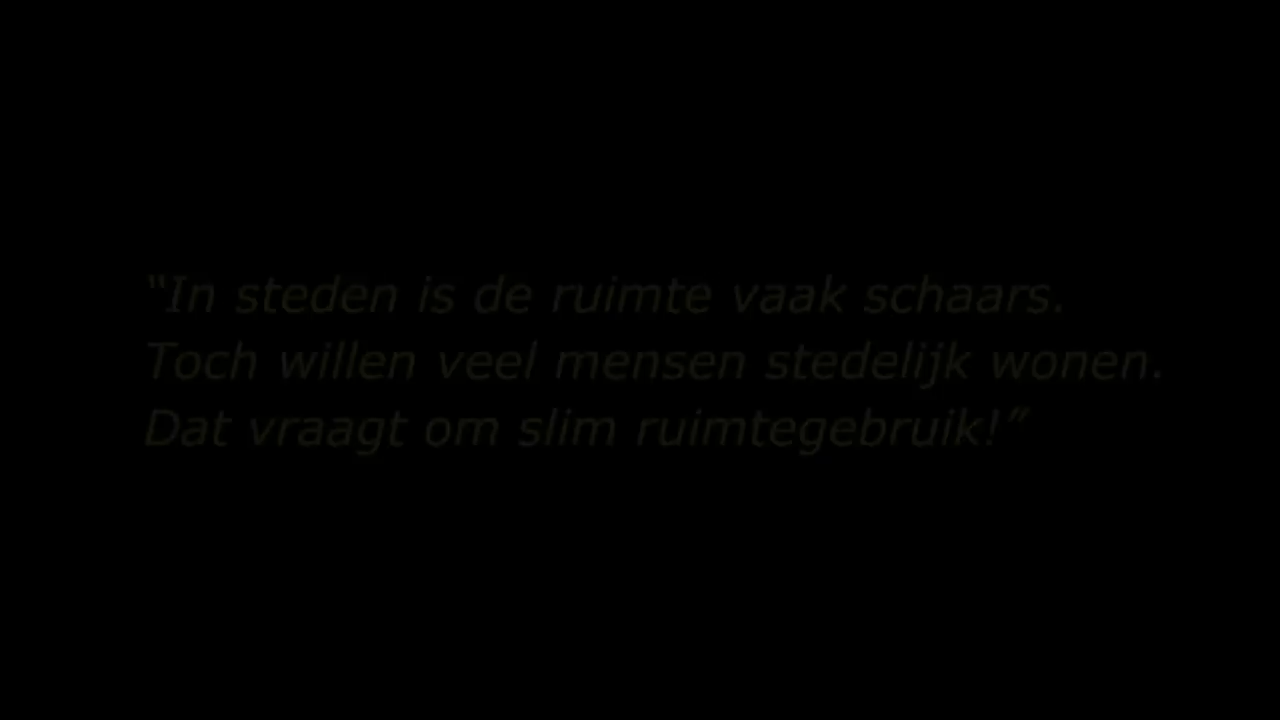 “In steden is de ruimte vaak schaars.
Toch willen veel mensen stedelijk wonen.
Dat vraagt om slim ruimtegebruik!”